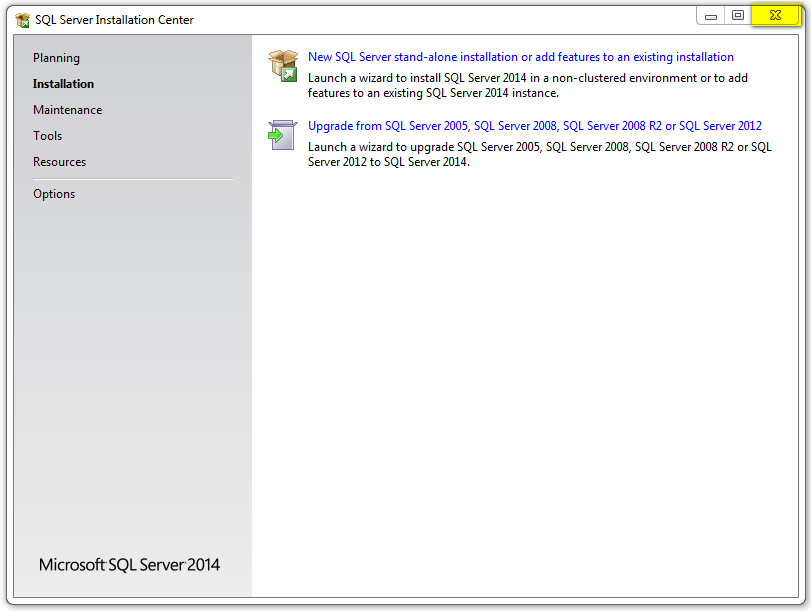 SQL Server Installation Center
Planning
Installation
Maintenance
Tools
Resources
Options
New SQL Server stand-alone installation or add features to an existing installation
Launch a wizard to install SQL Server 2014 in a non-clustered environment or to add
features to an existing SQL Server 2014 instance.
Upgrade from SQL Server 2005, SQL Server 2008, SQL Server 2008 R2 or SQL Server 2012
Launch a wizard to upgrade SQL Server 2005, SQL Server 2008, SQL Server 2008 R2 or SQL
Server 2012 to SQL Server 2014.
Microsoft SQL Server 2014